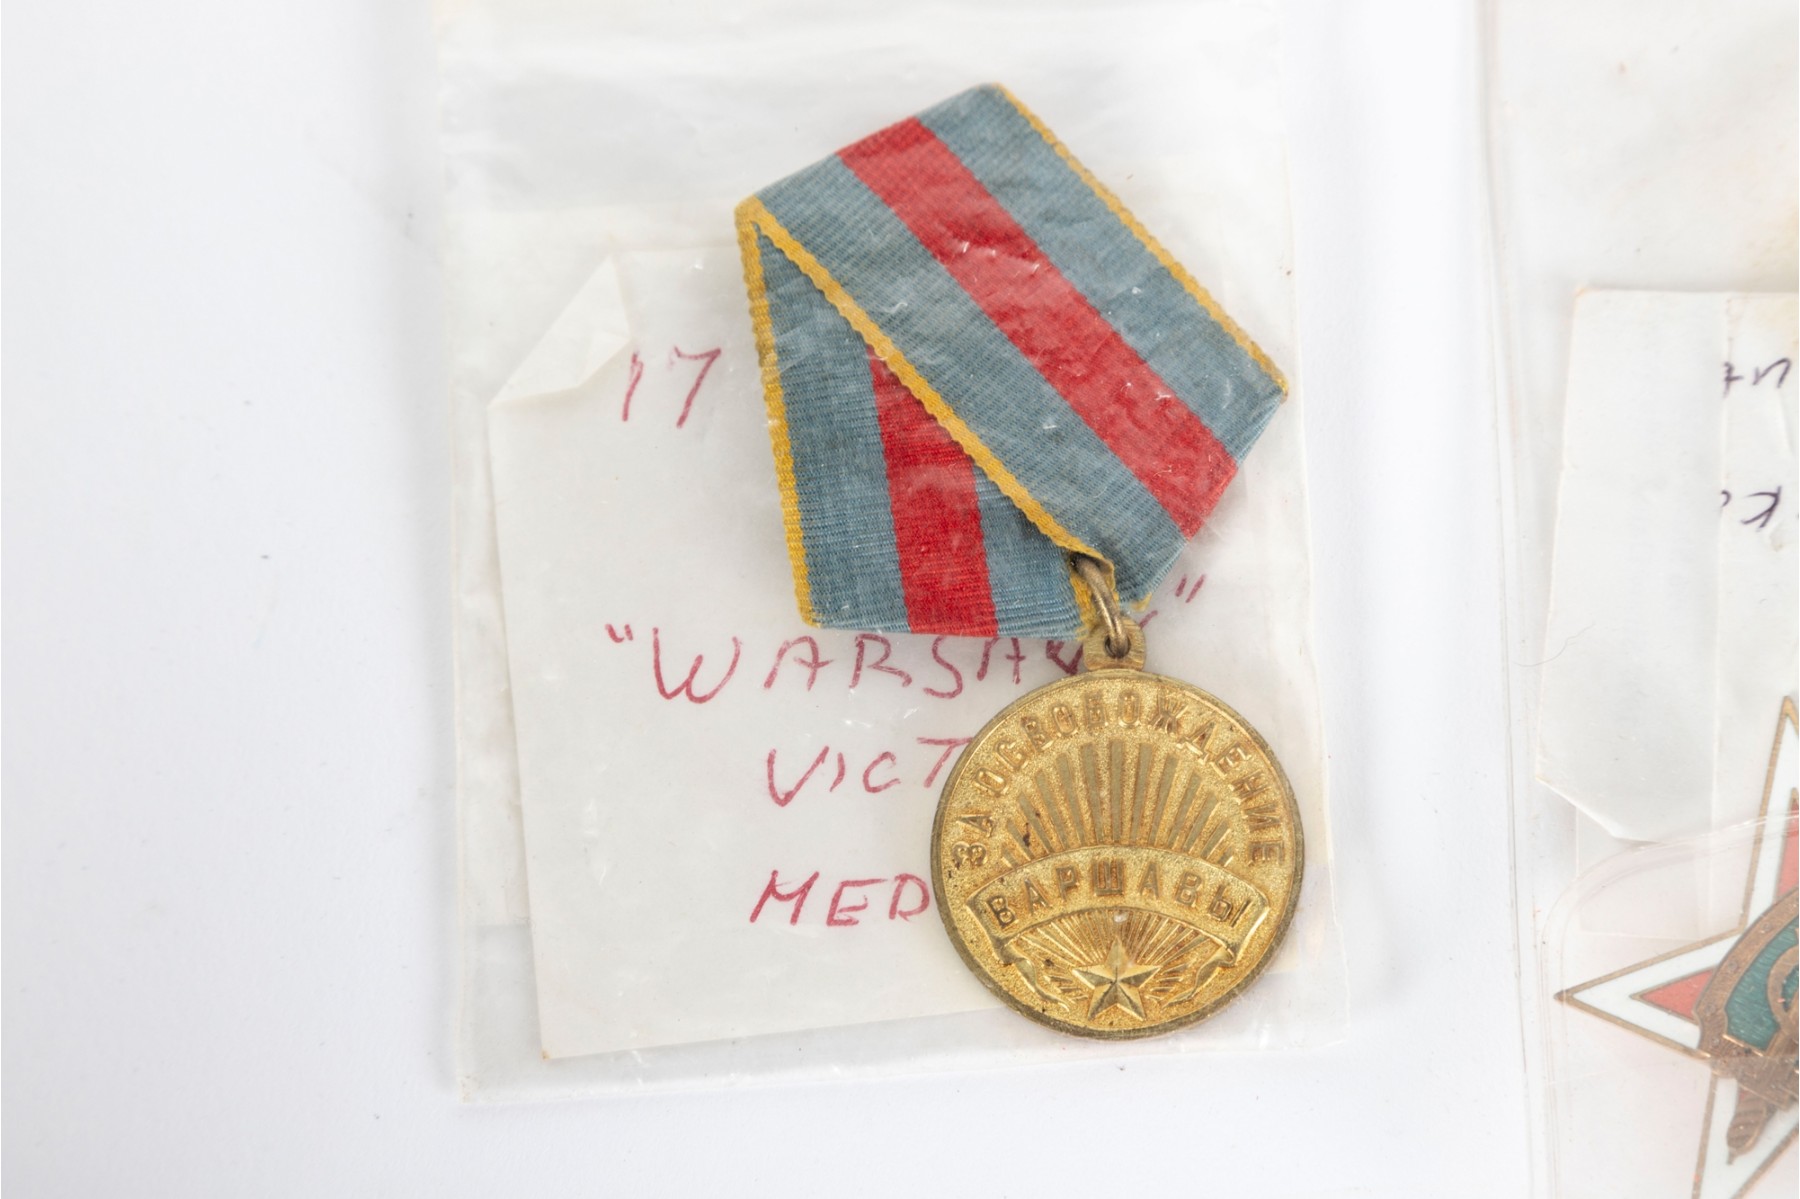 17
"WARSAW"
VICT
MED
ЗА ОСВОБОЖДЕНИЕ
ВАРШАВЫ